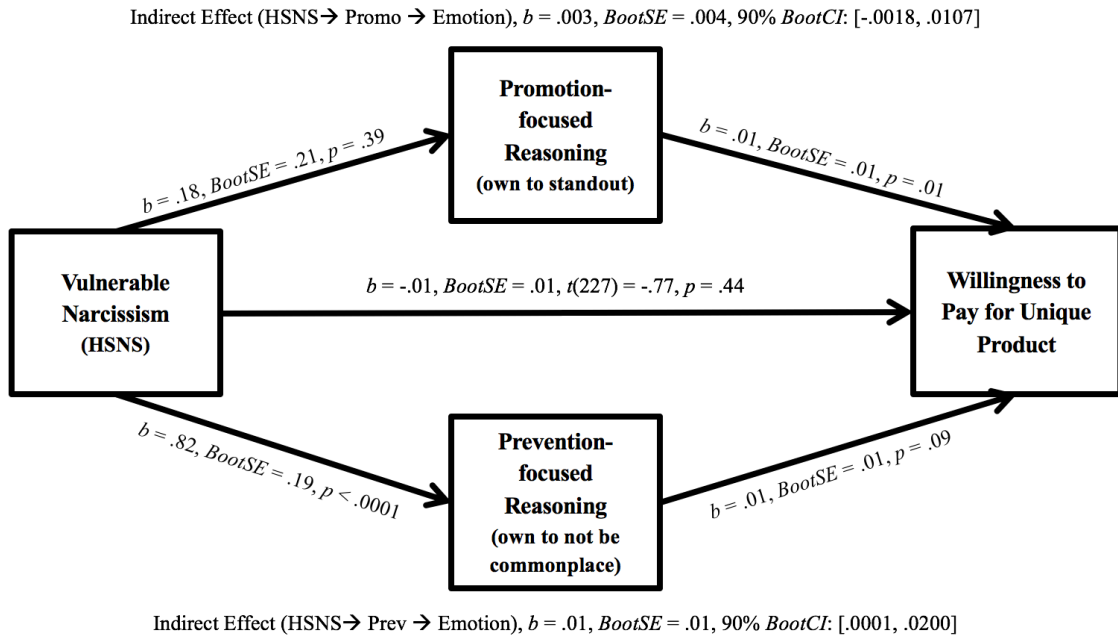 Indirect Effect (HSNS→ Promo → Emotion), b = .003, BootSE = .004, 90% BootCI: [-.0018, .0107]
Promotion-
focused
Reasoning
(own to standout)
b = .18, BootSE = .21, p = .39
b = .01, BootSE = .01, p = .01
Vulnerable
Narcissism
(HSNS)
b = -.01, BootSE = .01, t(227) = -.77, p = .44
Willingness to
Pay for Unique
Product
b = .82, BootSE = .19, p < .0001
Prevention-
focused
Reasoning
(own to not be
commonplace)
b = .01, BootSE = .01, p = .09
Indirect Effect (HSNS→ Prev → Emotion), b = .01, BootSE = .01, 90% BootCI: [.0001, .0200]